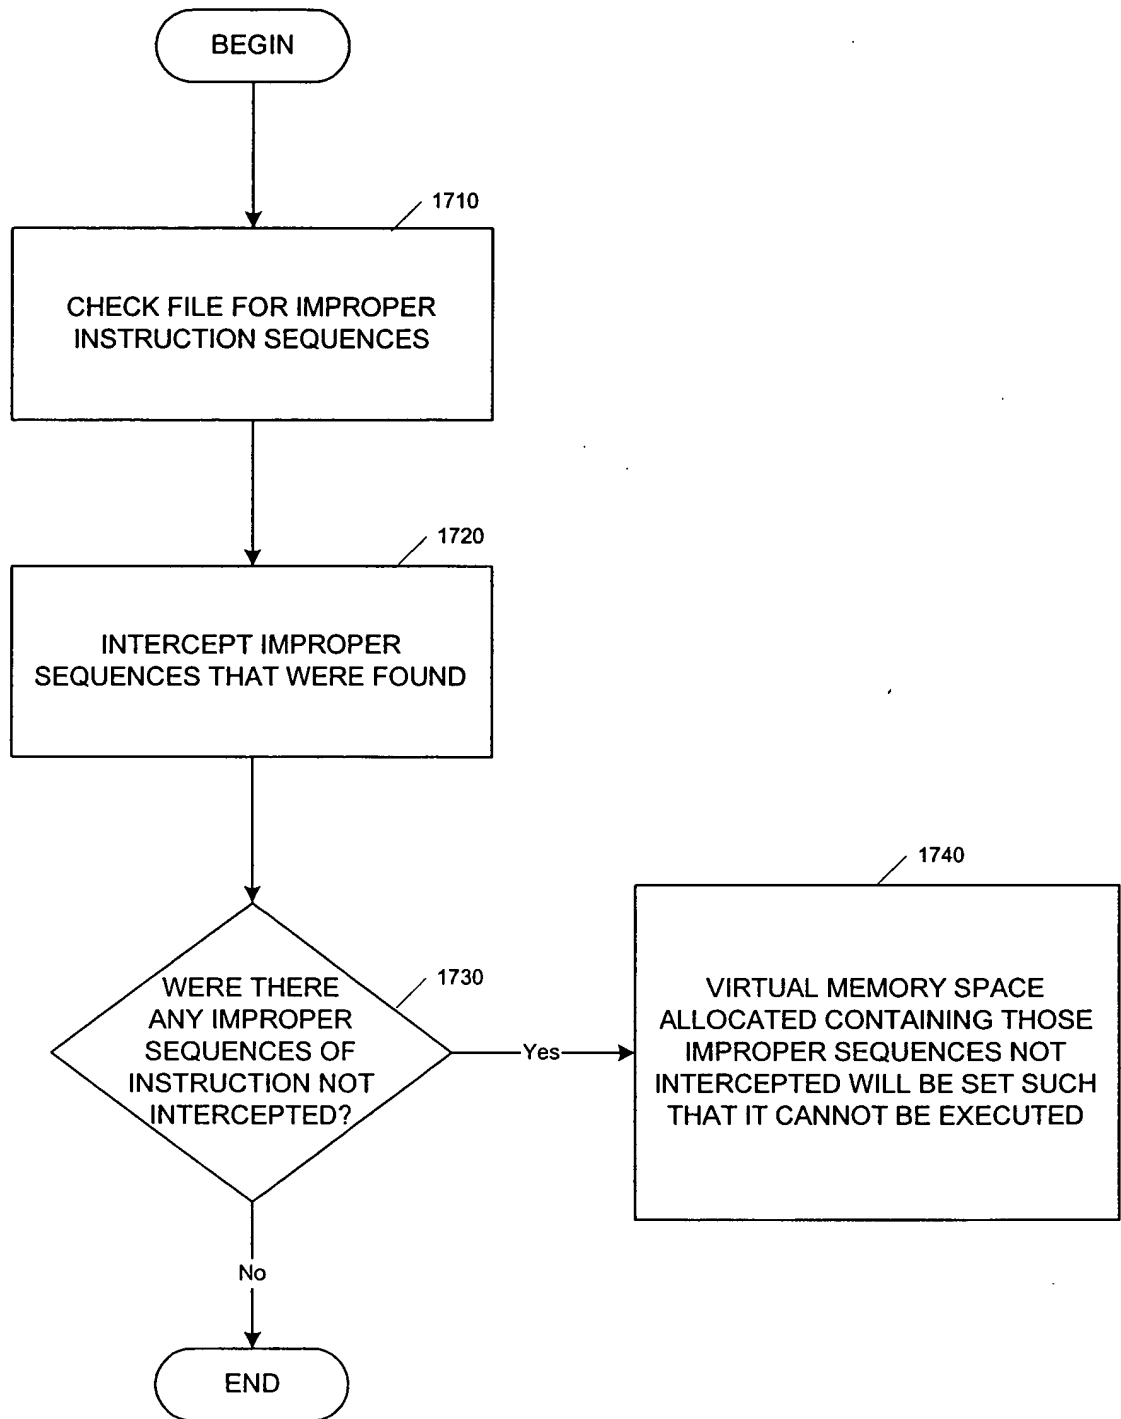 BEGIN
1710
CHECK FILE FOR IMPROPER
INSTRUCTION SEQUENCES
1720
INTERCEPT IMPROPER
SEQUENCES THAT WERE FOUND
1730
WERE THERE
ANY IMPROPER
SEQUENCES OF
INSTRUCTION NOT
INTERCEPTED?
Yes
1740
VIRTUAL MEMORY SPACE
ALLOCATED CONTAINING THOSE
IMPROPER SEQUENCES NOT
INTERCEPTED WILL BE SET SUCH
THAT IT CANNOT BE EXECUTED
No
END